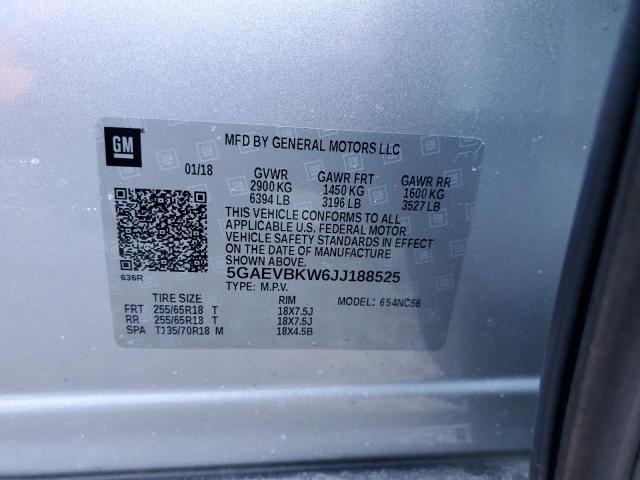 GM
MFD BY GENERAL MOTORS LLC
01/18 GVWR GAWR FRT GAWR RR
2900 KG 1450 KG 1600 KG
6394 LB 3196 LB 3527 LB
THIS VEHICLE CONFORMS TO ALL
APPLICABLE U.S. FEDERAL MOTOR
VEHICLE SAFETY STANDARDS IN EFFECT
ON THE DATE OF MANUFACTURE
SHOWN ABOVE.
636R
5GAEVBKW6JJ188525
TYPE: M.P.V.
TIRE SIZE RIM MODEL: 654NC56
FRT 255/65R18 T 18X7.5J
RR 255/65R18 T 18X7.5J
SPA T135/70R18 M 18X4.5B